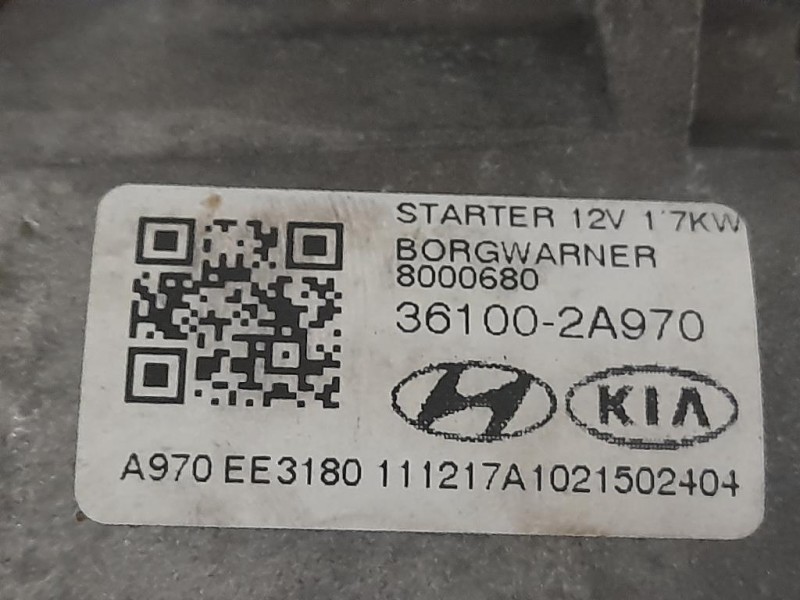 STARTER 12V 1.7KW
BORGWARNER
8000680
36100-2A970
KIA
A970 EE3180 111217A1021502404